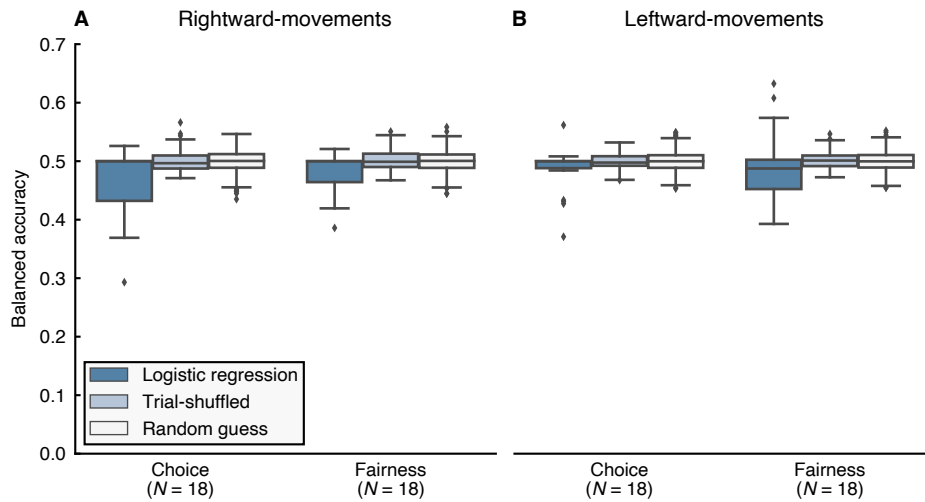 A Rightward-movements
B Leftward-movements
Balanced accuracy
0.7
0.6
0.5
0.4
0.3
0.2
0.1
0.0
Logistic regression
Trial-shuffled
Random guess
Choice
(N = 18)
Fairness
(N = 18)
Choice
(N = 18)
Fairness
(N = 18)